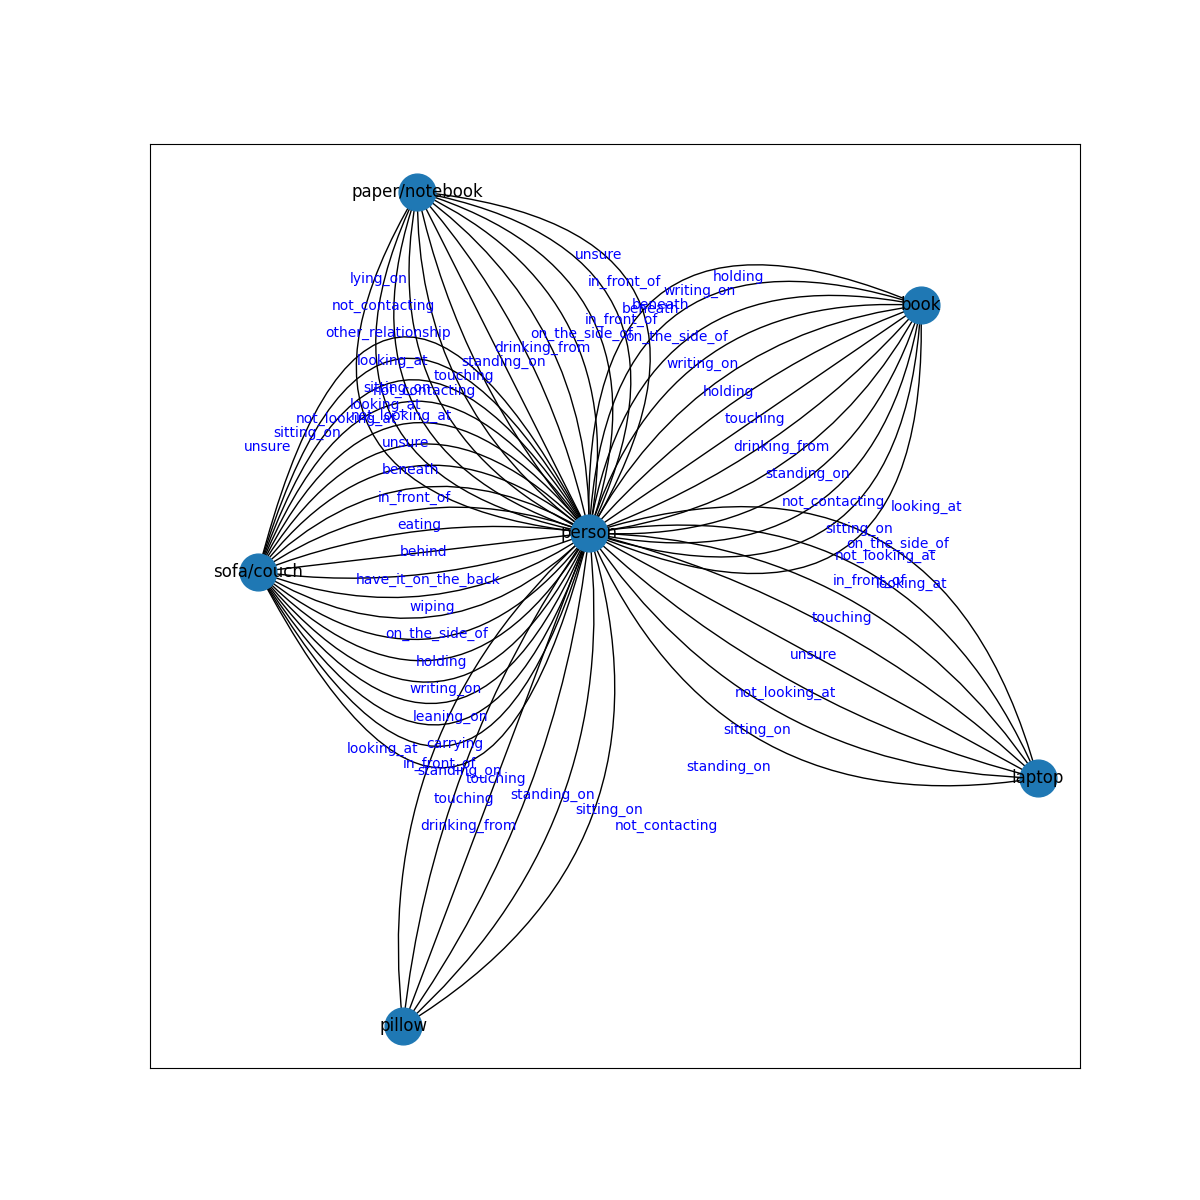 paper/notebook
unsure
lying_on
holding
in_front_of
writing_on
not_contacting
beneath
beneath
book
in_front_of
other_relationship
on_the_side_of
on_the_side_of
drinking_from
looking_at
standing_on
writing_on
touching
sitting_on
not_contacting
holding
looking_at
not_looking_at
not_looking_at
touching
sitting_on
unsure
unsure
drinking_from
beneath
standing_on
in_front_of
not_contacting
looking_at
eating
sitting_on
person
on_the_side_of
behind
not_looking_at
sofa/couch
have_it_on_the_back
in_front_of
looking_at
wiping
touching
on_the_side_of
unsure
holding
writing_on
not_looking_at
leaning_on
sitting_on
carrying
looking_at
in_front_of
standing_on
standing_on
touching
laptop
standing_on
touching
sitting_on
drinking_from
not_contacting
pillow